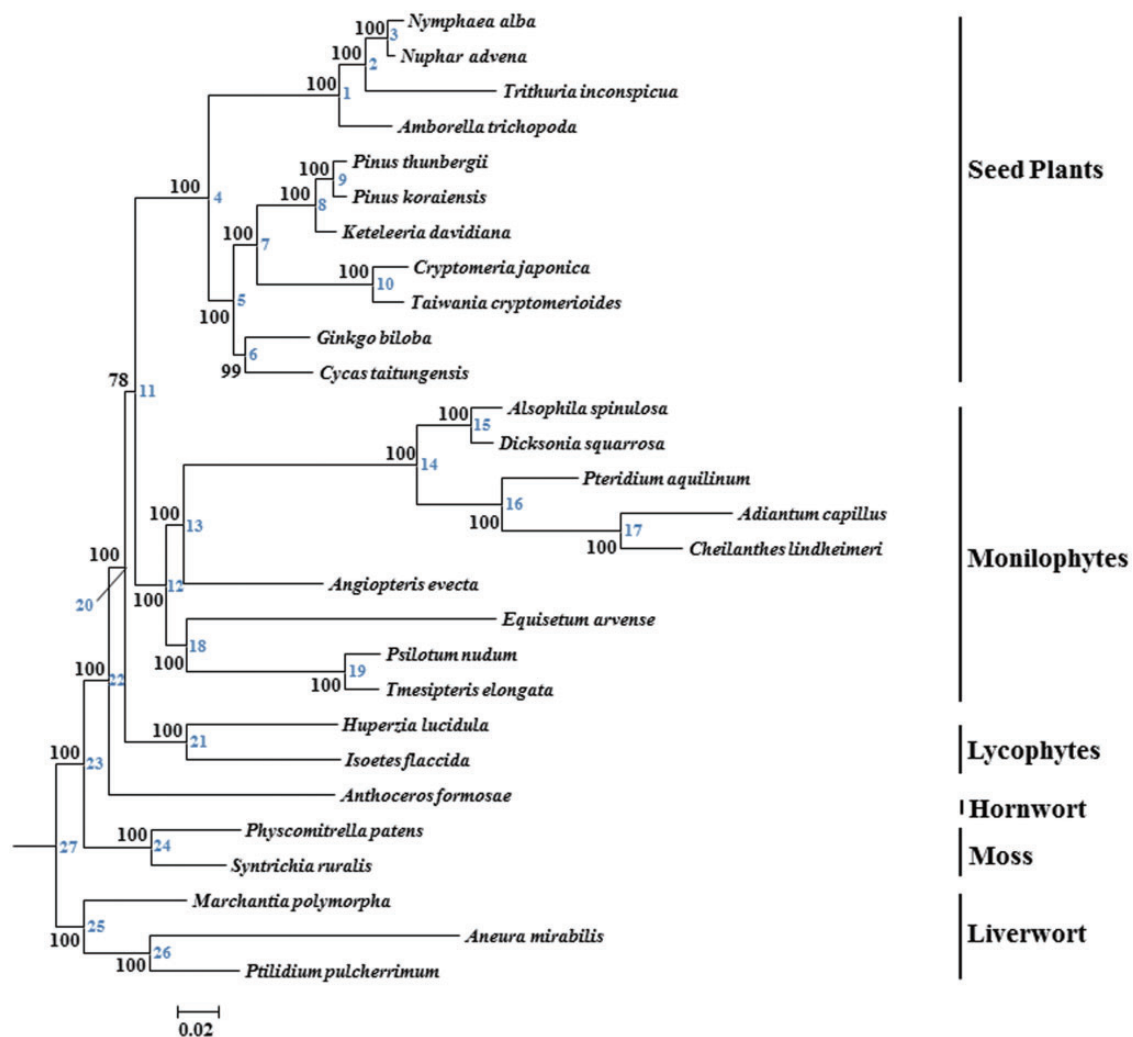 100 3 Nymphaea alba
100 2 Nuphar advena
100 1 Trithuria inconspicua
Amborella trichopoda
100 9 Pinus thunbergii
Seed Plants
100 4
100 8 Pinus koraiensis
100 7 Keteleeria davidiana
100 10 Cryptomeria japonica
100 5 Taiwania cryptomerioides
Ginkgo biloba
99 6 Cycas taitungensis
78 11
100 15 Alsophila spinulosa
100 14 Dicksonia squarrosa
100 16 Pteridium aquilinum
100 13 Adiantum capillus
100 17 Cheilanthes lindheimeri
Monilophytes
100 20
100 12 Angiopteris evecta
Equisetum arvense
100 18 Psilotum nudum
100 19 Tmesipteris elongata
100 22
100 21 Huperzia lucidula
Lycophytes
100 23 Isoetes flaccida
Anthoceros formosae
Hornwort
100 24 Physcomitrella patens
27
Moss
Syntrichia ruralis
Marchantia polymorpha
100 25
Aneura mirabilis
Liverwort
100 26 Ptilidium pulcherrimum
0.02